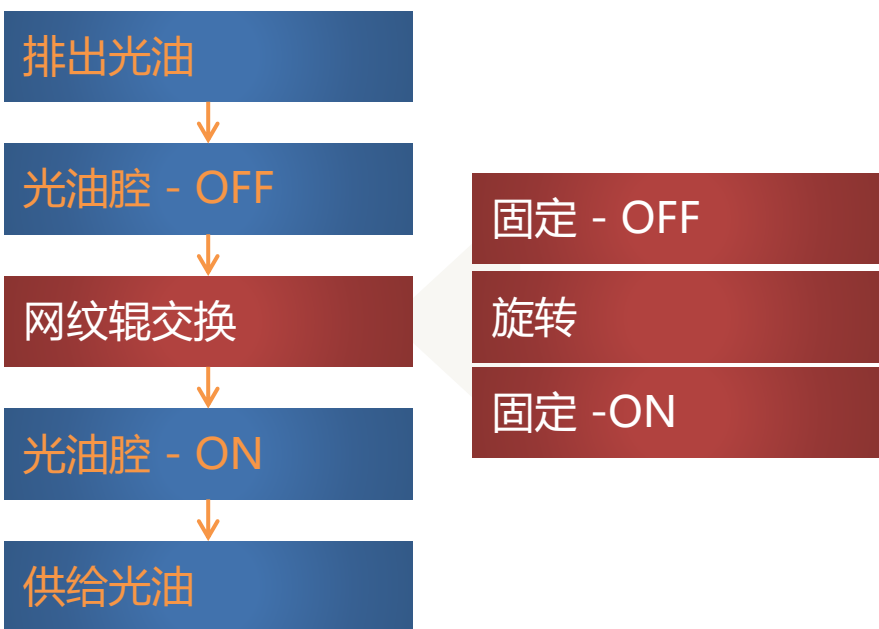 排出光油
光油腔 - OFF
网纹辊交换
光油腔 - ON
供给光油
固定 - OFF
旋转
固定 -ON